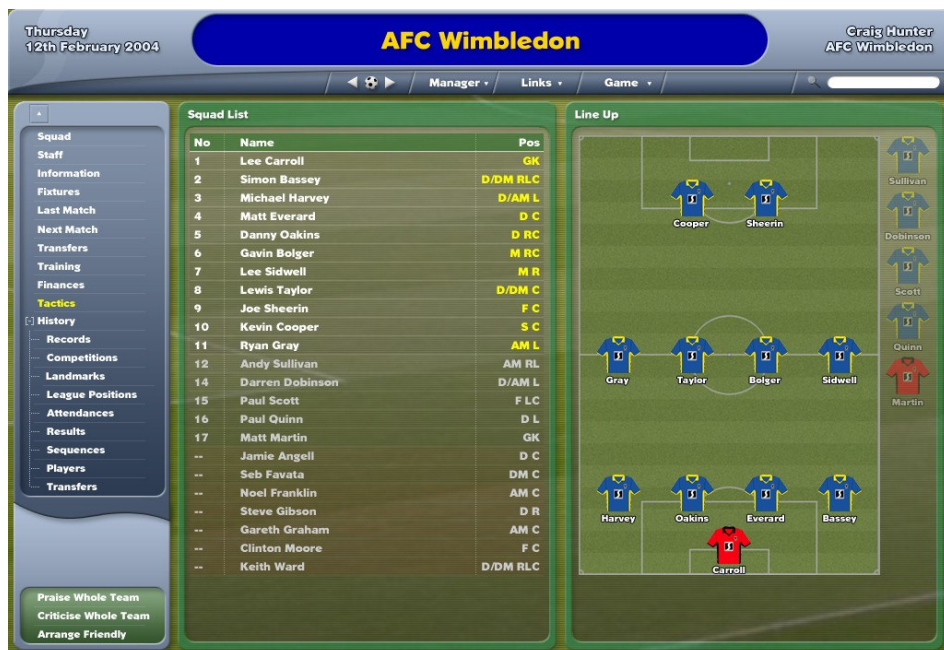 Thursday
12th February 2004
AFC Wimbledon
Craig Hunter
AFC Wimbledon
Manager
Links
Game
Squad
Staff
Information
Fixtures
Last Match
Next Match
Transfers
Training
Finances
Tactics
History
Records
Competitions
Landmarks
League Positions
Attendances
Results
Sequences
Players
Transfers
Praise Whole Team
Criticise Whole Team
Arrange Friendly
Squad List
No Name Pos
1 Lee Carroll GK
2 Simon Bassey D/DM RLC
3 Michael Harvey D/AM L
4 Matt Everard D C
5 Danny Oakins D RC
6 Gavin Bolger M RC
7 Lee Sidwell M R
8 Lewis Taylor D/DM C
9 Joe Sheerin F C
10 Kevin Cooper S C
11 Ryan Gray AM L
12 Andy Sullivan AM RL
14 Darren Dobinson D/AM L
15 Paul Scott F LC
16 Paul Quinn D L
17 Matt Martin GK
-- Jamie Angell D C
-- Seb Favata DM C
-- Noel Franklin AM C
-- Steve Gibson D R
-- Gareth Graham AM C
-- Clinton Moore F C
-- Keith Ward D/DM RLC
Line Up
Cooper Sheerin
Gray Taylor Bolger Sidwell
Harvey Oakins Everard Bassey
Carroll
Sullivan
Dobinson
Scott
Quinn
Martin